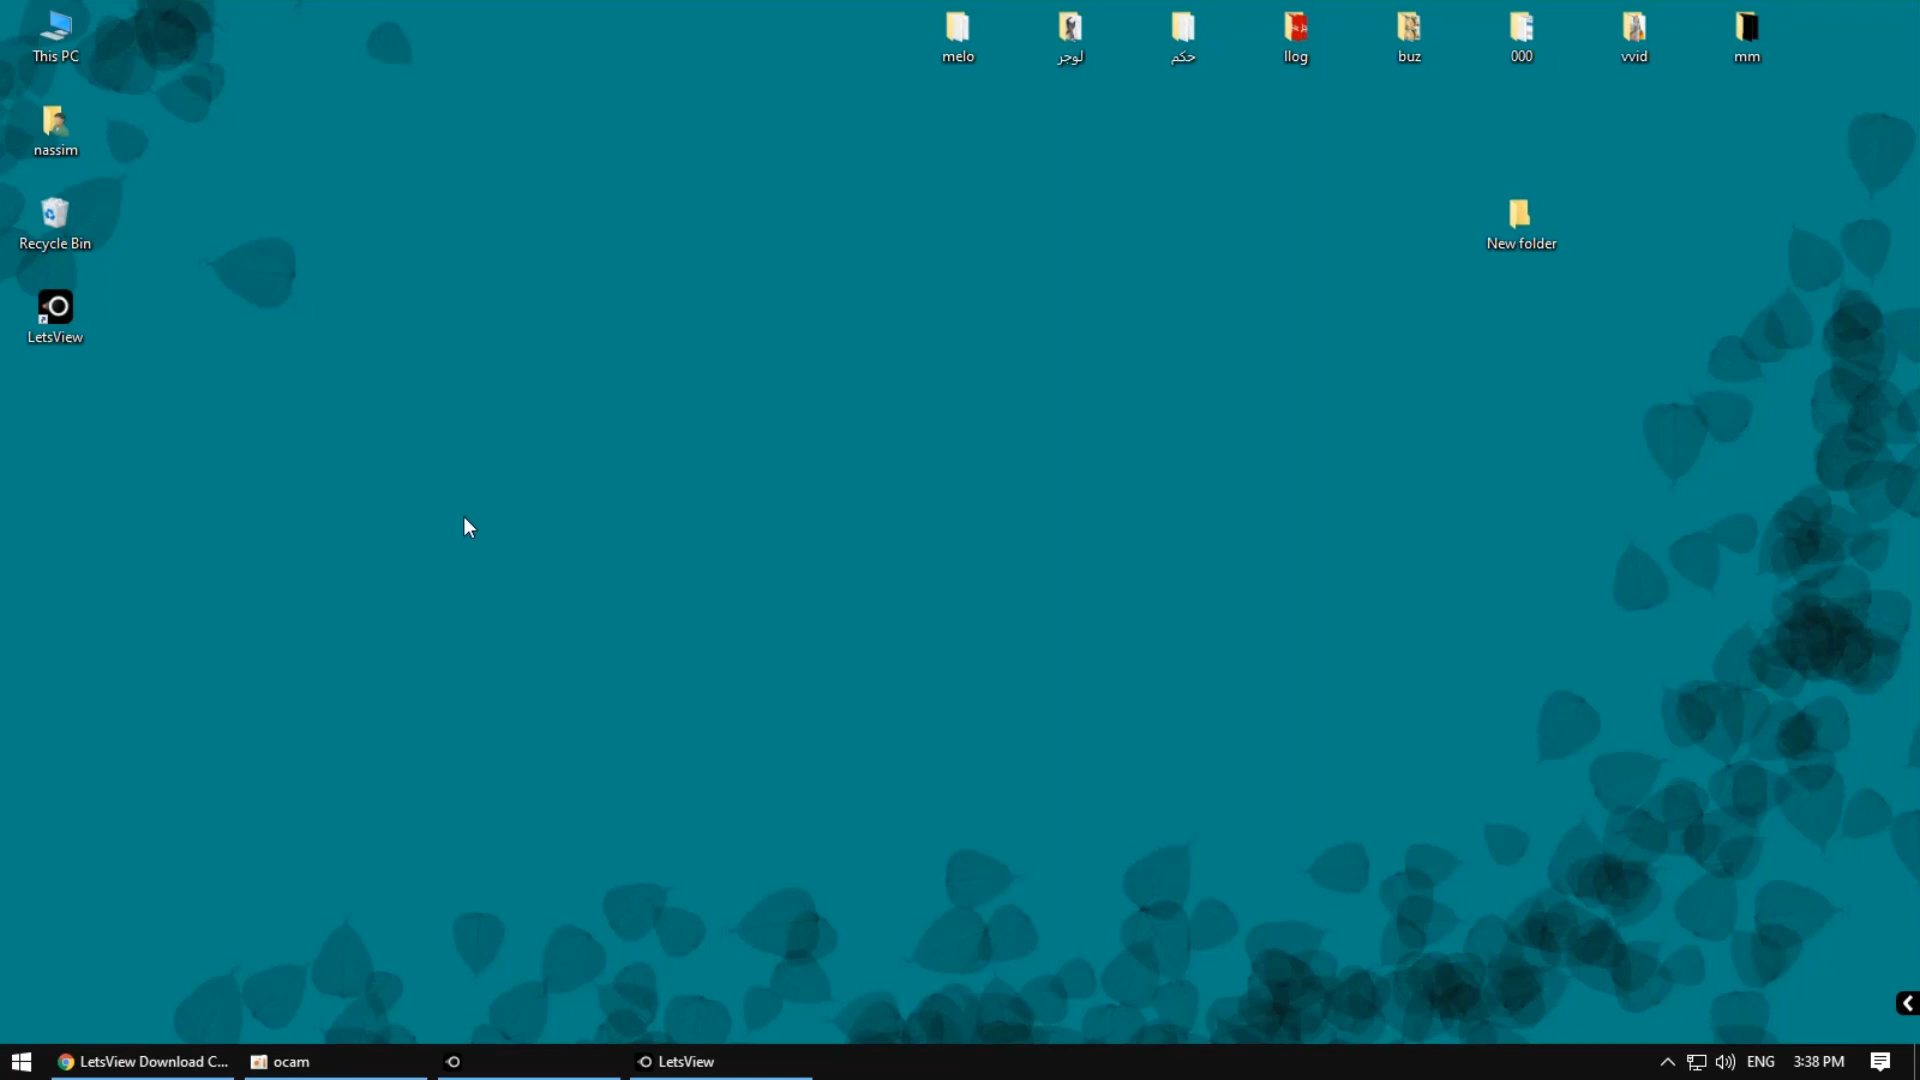 This PC
melo
لوجر
حكم
llog
buz
000
vvid
mm
nassim
Recycle Bin
New folder
LetsView
LetsView Download C...
ocam
LetsView
ENG
3:38 PM